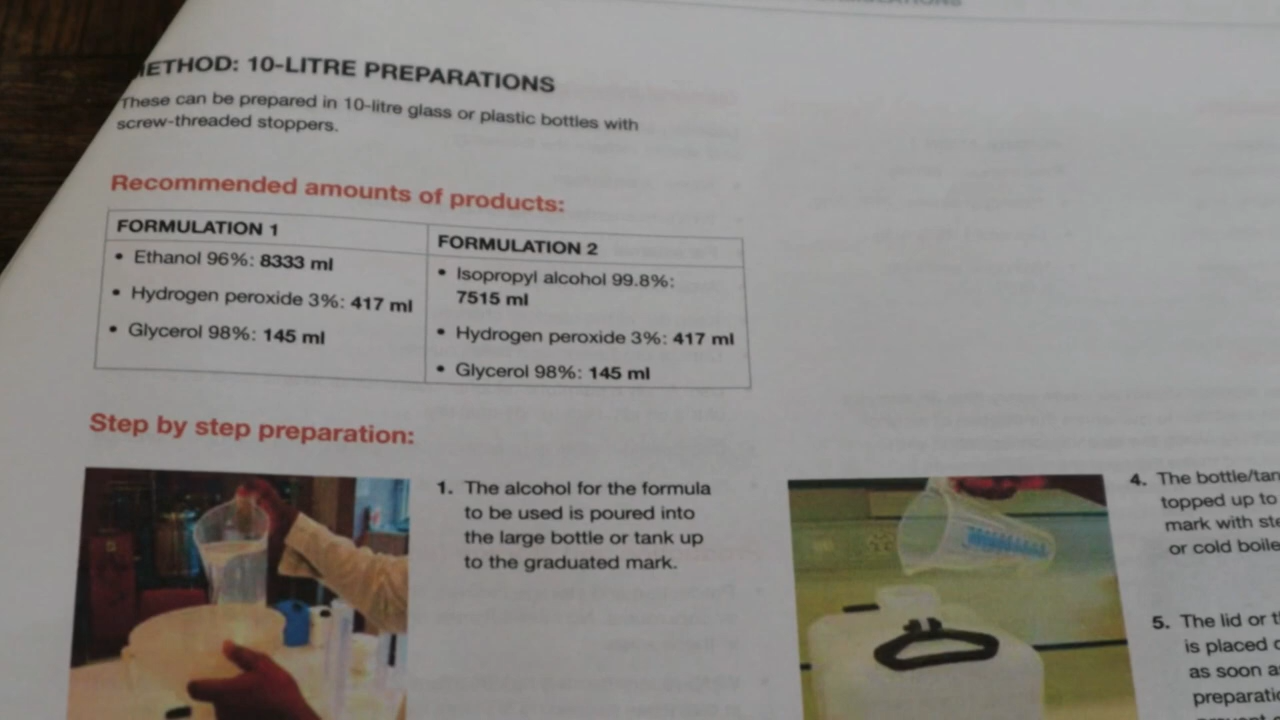 METHOD: 10-LITRE PREPARATIONS
These can be prepared in 10-litre glass or plastic bottles with
screw-threaded stoppers.
Recommended amounts of products:
FORMULATION 1
• Ethanol 96%: 8333 ml
• Hydrogen peroxide 3%: 417 ml
• Glycerol 98%: 145 ml
FORMULATION 2
• Isopropyl alcohol 99.8%:
7515 ml
• Hydrogen peroxide 3%: 417 ml
• Glycerol 98%: 145 ml
Step by step preparation:
1. The alcohol for the formula
to be used is poured into
the large bottle or tank up
to the graduated mark.
4. The bottle/tan
topped up to
mark with ste
or cold boile
5. The lid or t
is placed
as soon a
preparati